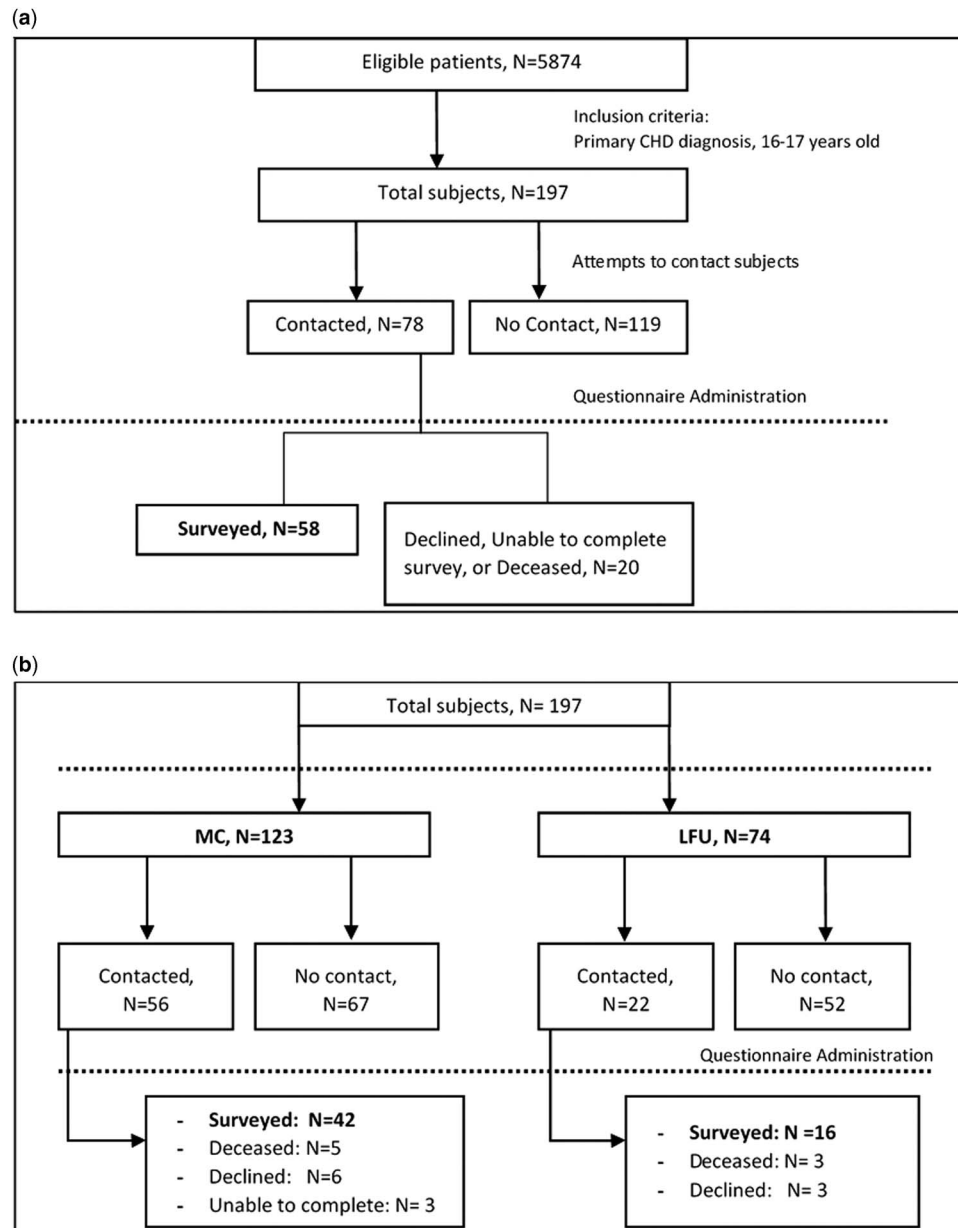 (a)
Eligible patients, N=5874
Inclusion criteria:
Primary CHD diagnosis, 16-17 years old
Total subjects, N=197
Attempts to contact subjects
Contacted, N=78
No Contact, N=119
Questionnaire Administration
Surveyed, N=58
Declined, Unable to complete
survey, or Deceased, N=20
(b)
Total subjects, N= 197
MC, N=123
LFU, N=74
Contacted,
N=56
No contact,
N=67
Contacted,
N=22
No contact,
N=52
Questionnaire Administration
- Surveyed: N=42
- Deceased: N=5
- Declined: N=6
- Unable to complete: N= 3
- Surveyed: N =16
- Deceased: N= 3
- Declined: N= 3